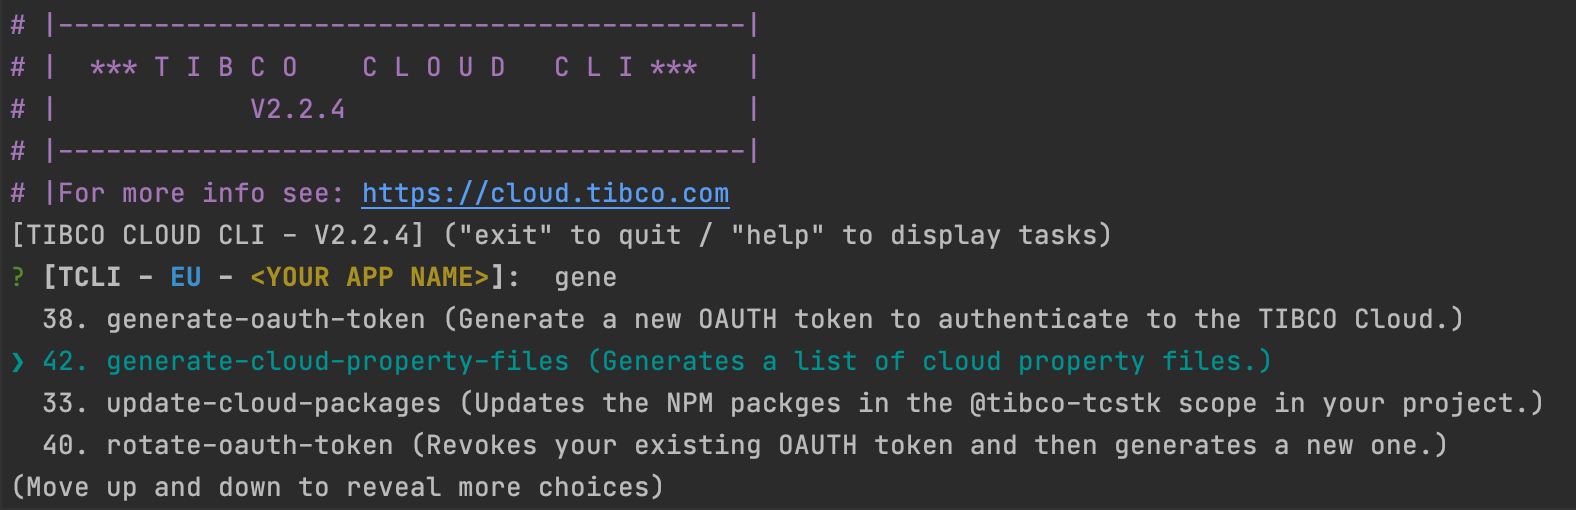 # |-------------------------------------------|
# |  *** T I B C O    C L O U D   C L I ***   |
# |            V2.2.4                         |
# |-------------------------------------------|
# |For more info see: https://cloud.tibco.com
[TIBCO CLOUD CLI - V2.2.4] ("exit" to quit / "help" to display tasks)
? [TCLI - EU - <YOUR APP NAME>]:  gene
  38. generate-oauth-token (Generate a new OAUTH token to authenticate to the TIBCO Cloud.)
❯ 42. generate-cloud-property-files (Generates a list of cloud property files.)
  33. update-cloud-packages (Updates the NPM packges in the @tibco-tcstk scope in your project.)
  40. rotate-oauth-token (Revokes your existing OAUTH token and then generates a new one.)
(Move up and down to reveal more choices)